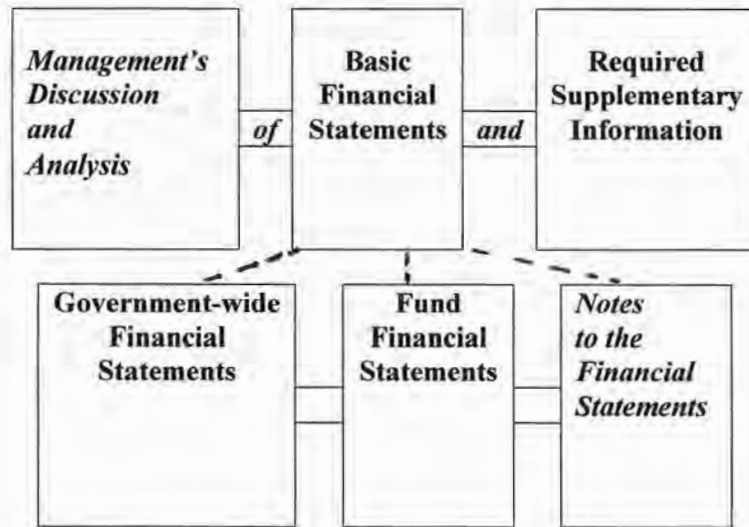 Management's
Discussion
and
Analysis
of
Basic
Financial
Statements
and
Required
Supplementary
Information
Government-wide
Financial
Statements
Fund
Financial
Statements
Notes
to the
Financial
Statements